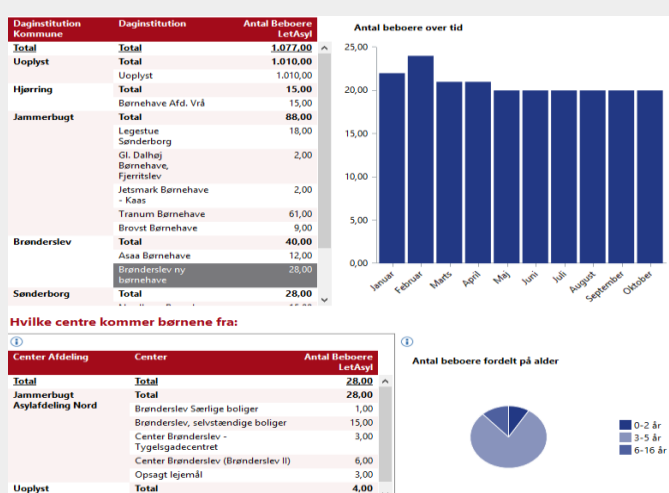 Daginstitution Kommune Daginstitution Antal Beboere LetAsyl
Total Total 1.077,00
Uoplyst Total 1.010,00
Uoplyst 1.010,00
Hjørring Total 15,00
Børnehave Afd. Vrå 15,00
Jammerbugt Total 88,00
Legestue Sønderborg 18,00
Gl. Dalhøj Børnehave, Fjerritslev 2,00
Jetsmark Børnehave - Kaas 2,00
Tranum Børnehave 61,00
Brovst Børnehave 9,00
Brønderslev Total 40,00
Asaa Børnehave 12,00
Brønderslev ny børnehave 28,00
Sønderborg Total 28,00
Antal beboere over tid
25,00
20,00
15,00
10,00
5,00
0,00
Januar Februar Marts April Maj Juni Juli August September Oktober
Hvilke centre kommer børnene fra:
Center Afdeling Center Antal Beboere LetAsyl
Total Total 28,00
Jammerbugt Asylafdeling Nord Total 28,00
Brønderslev Særlige boliger 1,00
Brønderslev, selvstændige boliger 15,00
Center Brønderslev - Tygelsgadecentret 3,00
Center Brønderslev (Brønderslev II) 6,00
Opsagt lejemål 3,00
Uoplyst Total 4,00
Antal beboere fordelt på alder
0-2 år
3-5 år
6-16 år